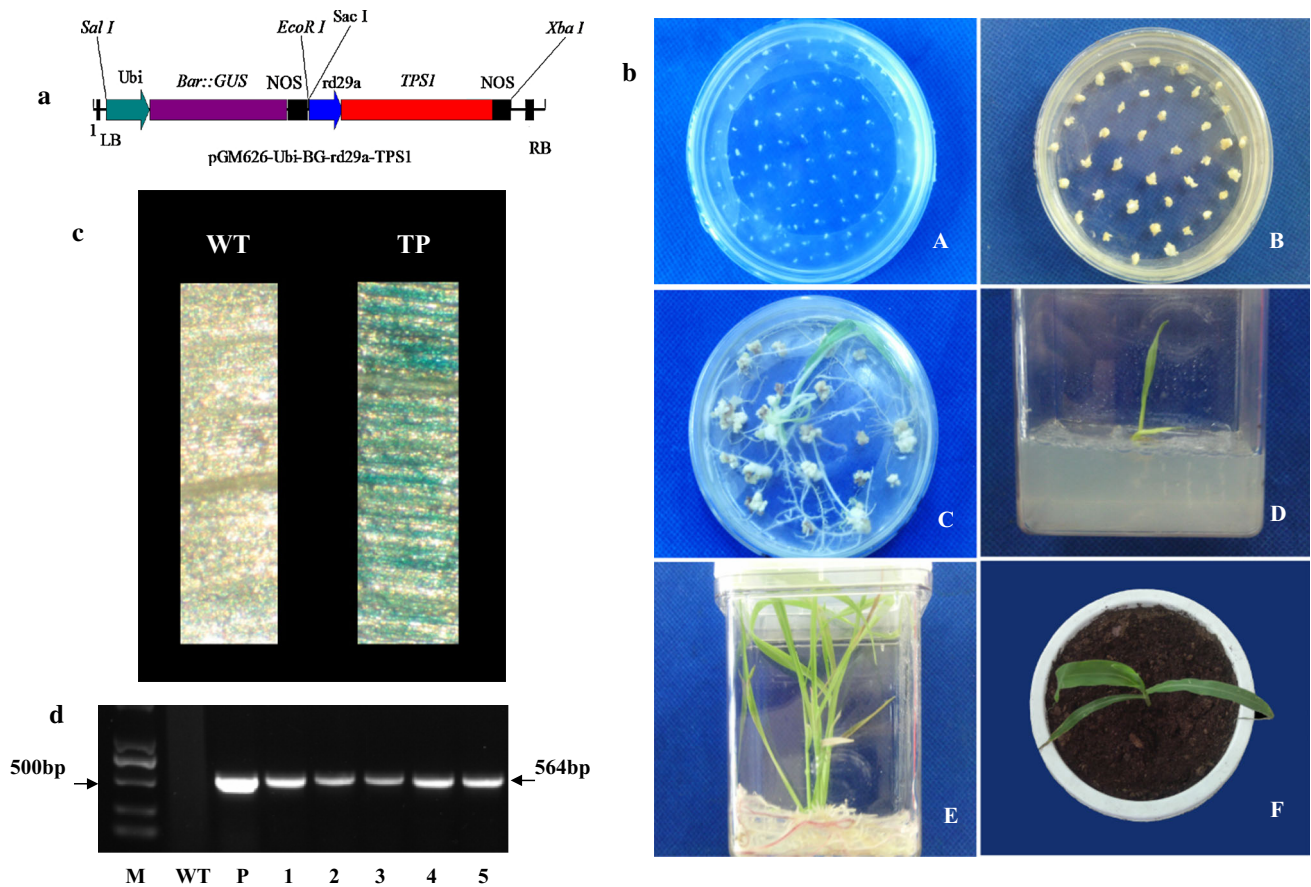 a
Sal I
EcoR I
Sac I
Xba I
Ubi
Bar::GUS
NOS
rd29a
TPS1
NOS
1
LB
RB
pGM626-Ubi-BG-rd29a-TPS1
b
A
B
C
D
E
F
c
WT TP
d
500bp
564bp
M WT P 1 2 3 4 5